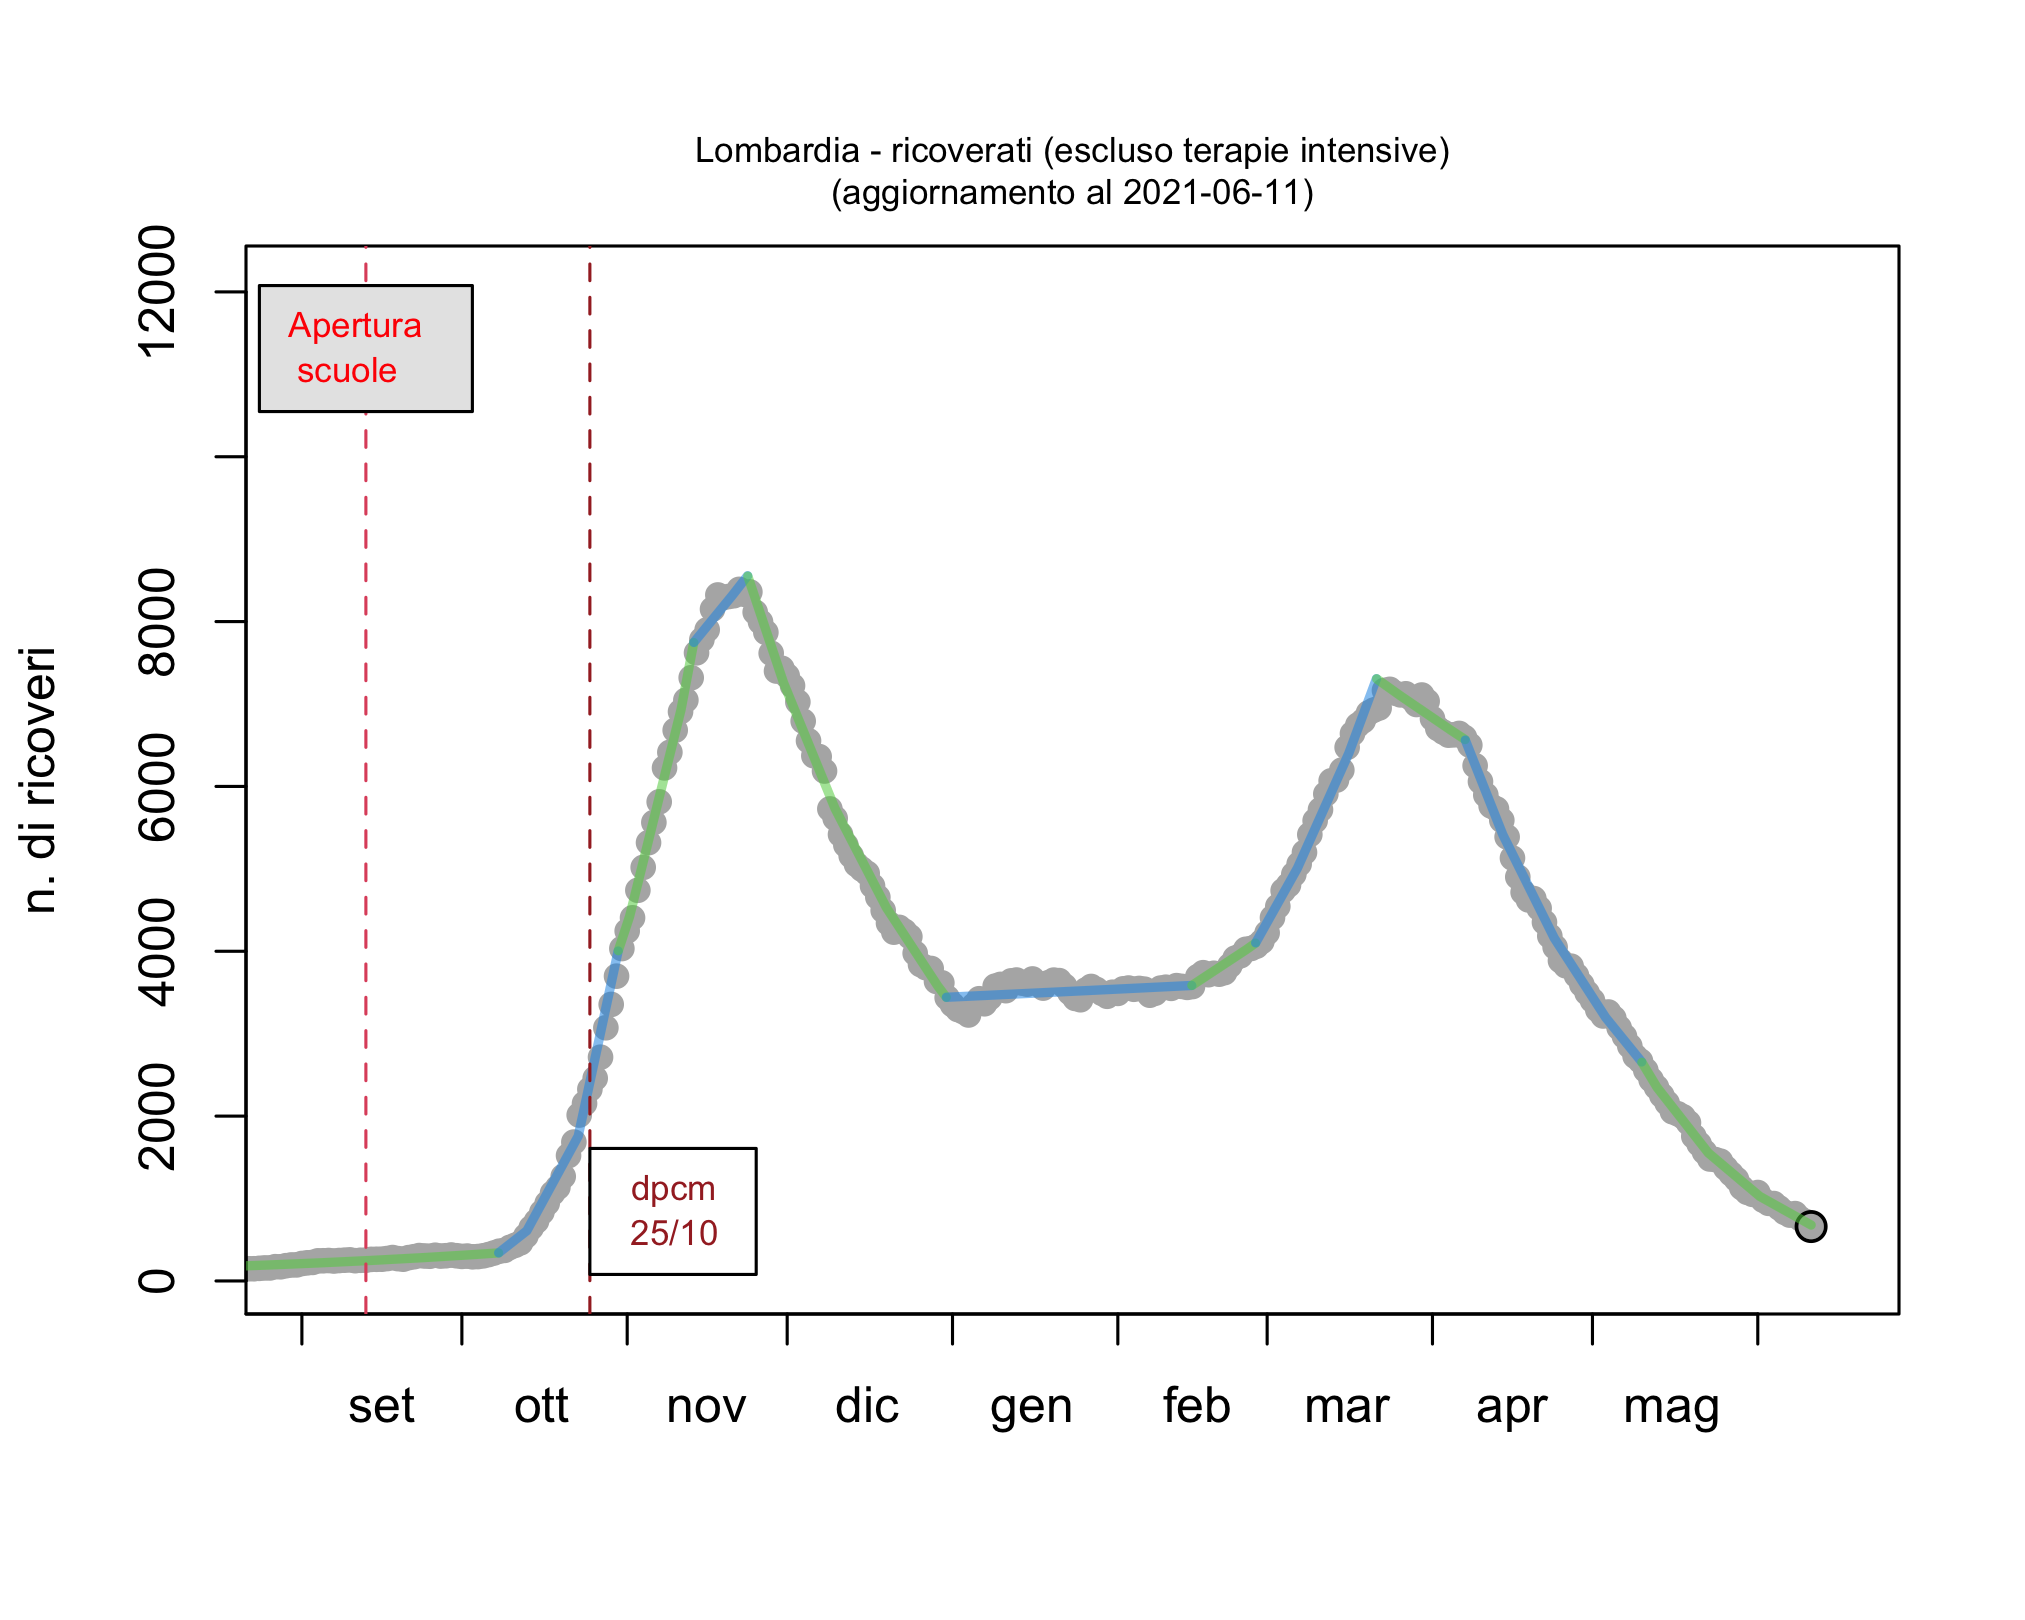 Lombardia - ricoverati (escluso terapie intensive)
(aggiornamento al 2021-06-11)
n. di ricoveri
12000
8000
6000
4000
2000
0
Apertura
scuole
dpcm
25/10
set
ott
nov
dic
gen
feb
mar
apr
mag